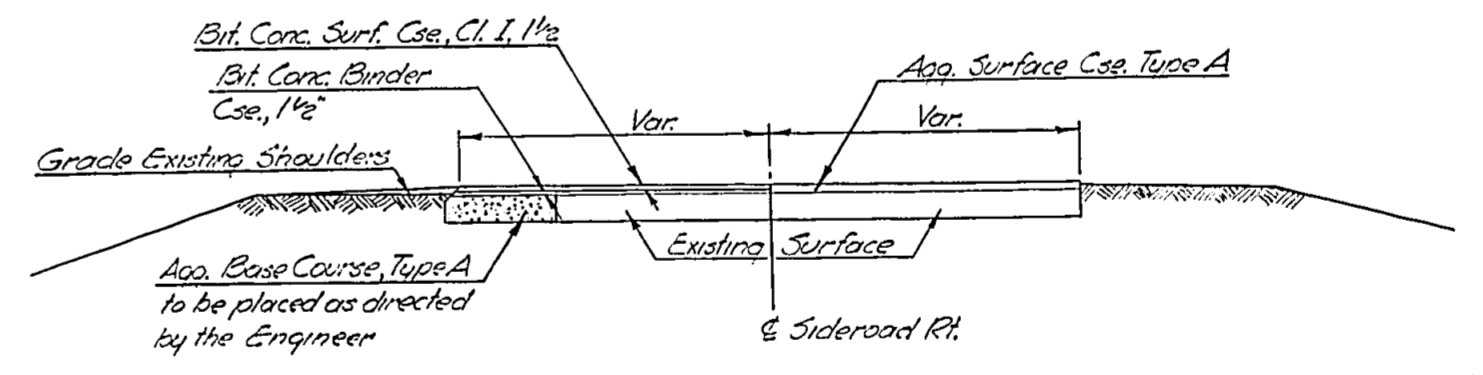 Bit. Conc. Surf. Cse., Cl. I, 1½
Bit. Conc. Binder
Cse., 1½"
Agg. Surface Cse. Type A
Var.
Var.
Grade Existing Shoulders
Existing Surface
Agg. Base Course, Type A
to be placed as directed
by the Engineer
℄ Sideroad Rt.